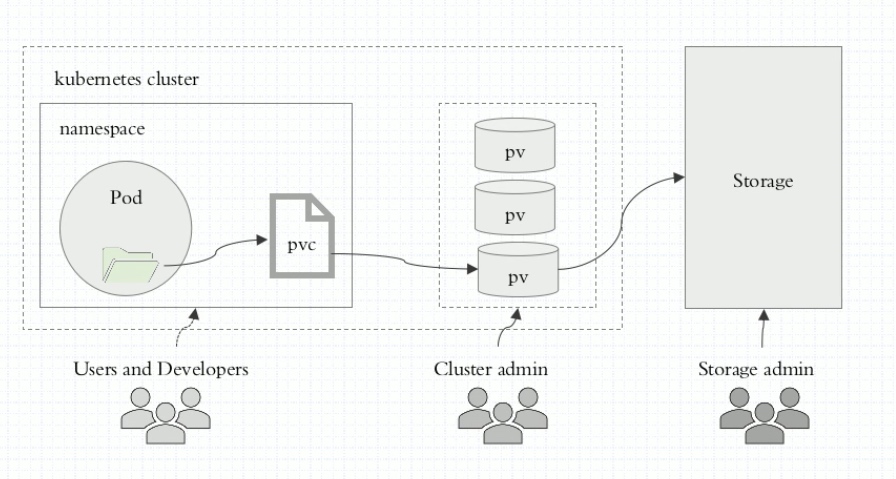 kubernetes cluster
namespace
Pod
pvc
pv
pv
pv
Storage
Users and Developers
Cluster admin
Storage admin